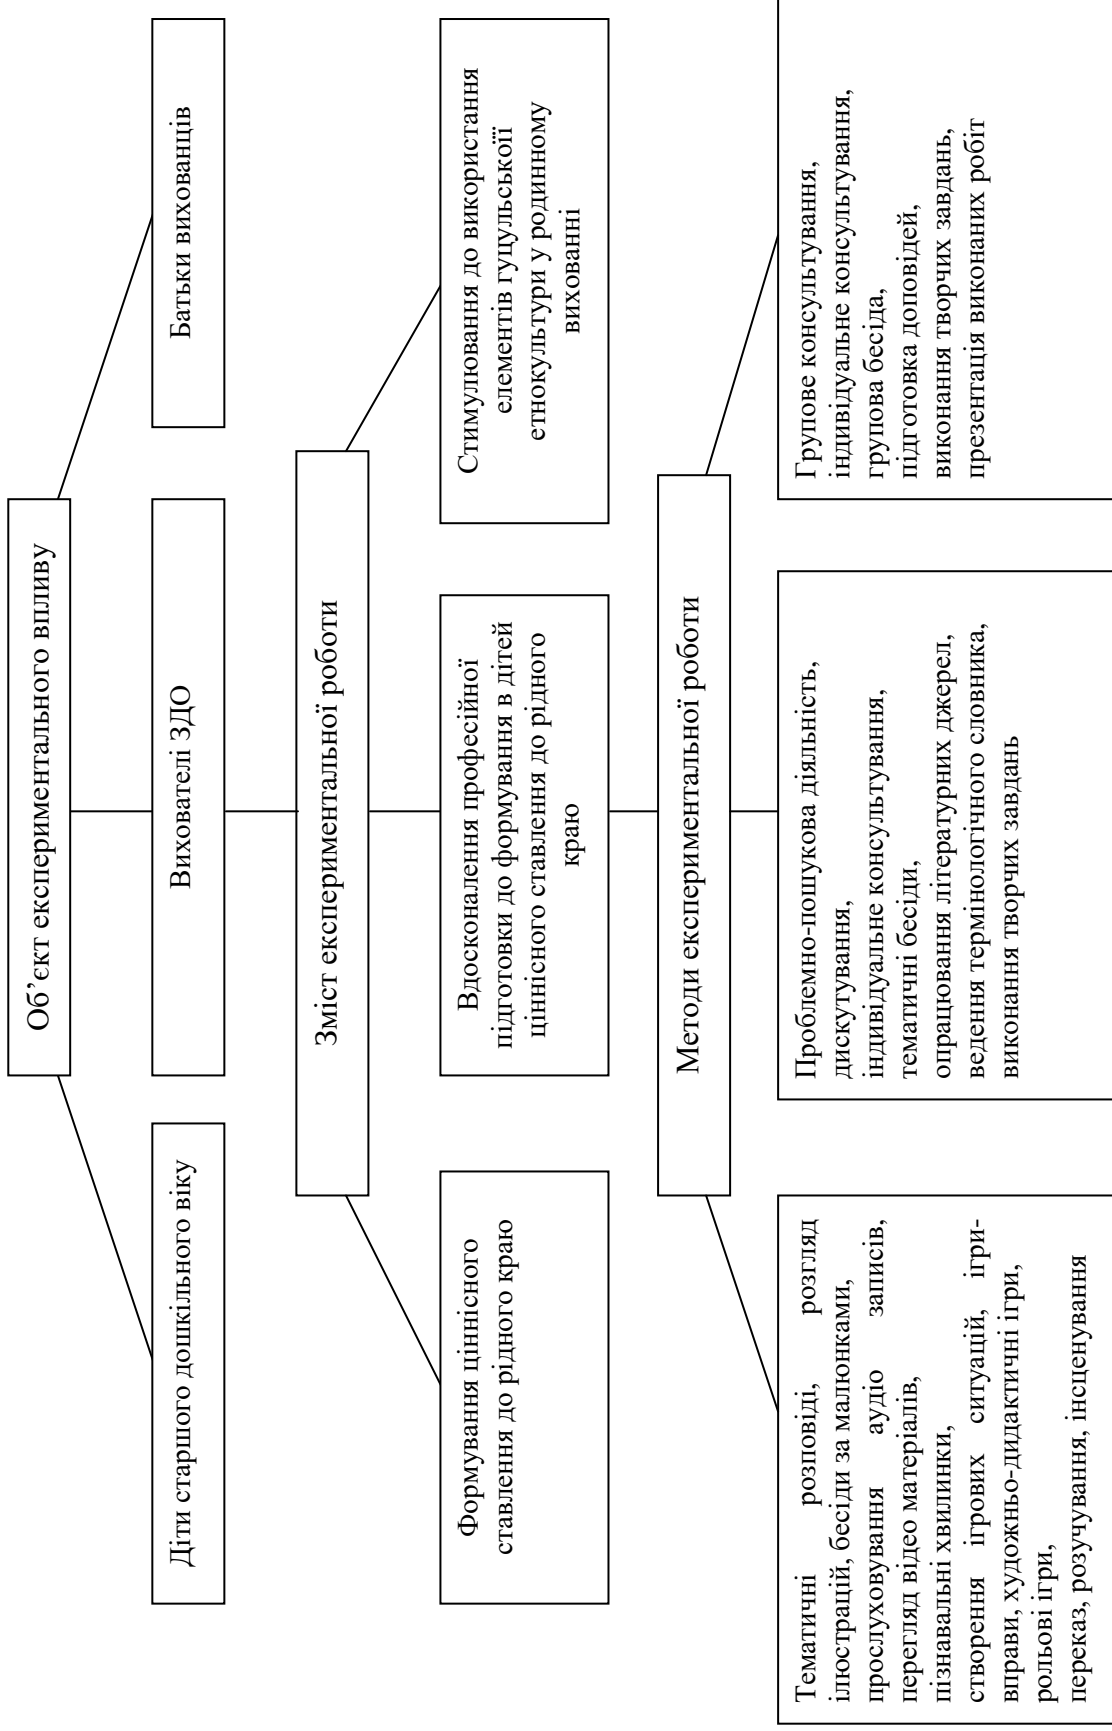 Об’єкт експериментального впливу
Діти старшого дошкільного віку
Вихователі ЗДО
Батьки вихованців
Зміст експериментальної роботи
Формування ціннісного
ставлення до рідного краю
Вдосконалення професійної
підготовки до формування в дітей
ціннісного ставлення до рідного
краю
Стимулювання до використання
елементів гуцульської
етнокультури у родинному
вихованні
Методи експериментальної роботи
Тематичні розповіді, розгляд
ілюстрацій, бесіди за малюнками,
прослуховування аудіо записів,
перегляд відео матеріалів,
пізнавальні хвилинки,
створення ігрових ситуацій, ігри-
вправи, художньо-дидактичні ігри,
рольові ігри,
переказ, розучування, інсценування
Проблемно-пошукова діяльність,
дискутування,
індивідуальне консультування,
тематичні бесіди,
опрацювання літературних джерел,
ведення термінологічного словника,
виконання творчих завдань
Групове консультування,
індивідуальне консультування,
групова бесіда,
підготовка доповідей,
виконання творчих завдань,
презентація виконаних робіт